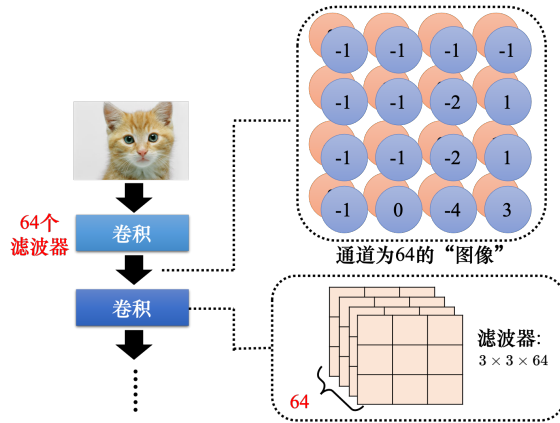 -1 -1 -1 -1
-1 -1 -2 1
-1 -1 -2 1
-1 0 -4 3
通道为64的“图像”
64个
滤波器
卷积
卷积
滤波器:
3 × 3 × 64
64